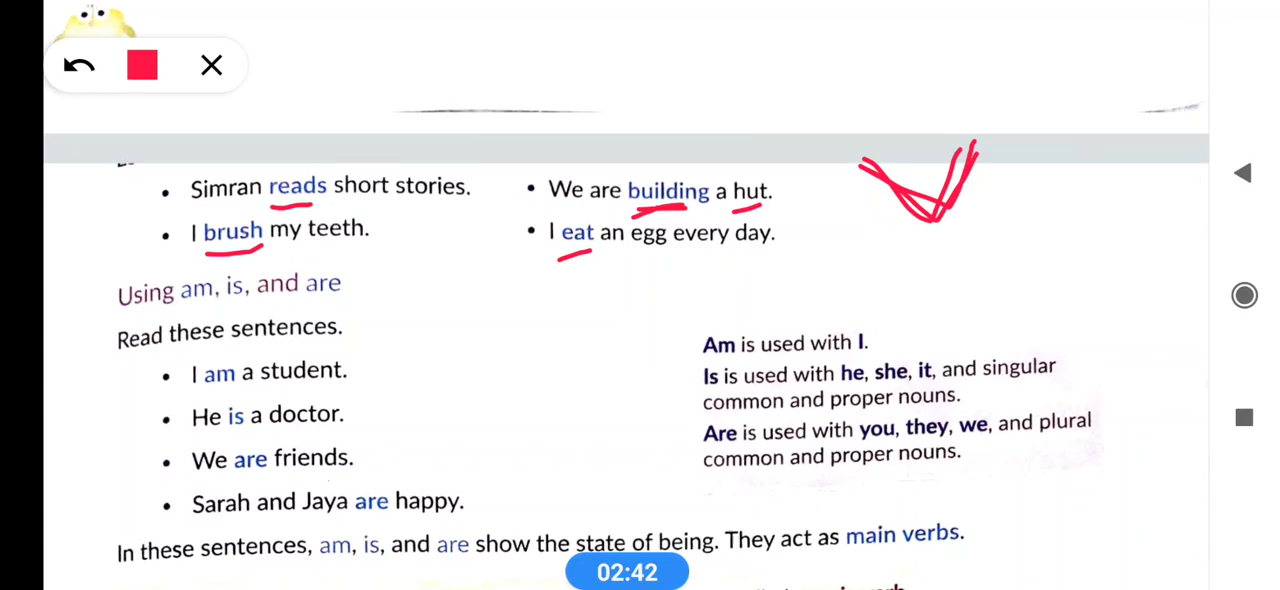 • Simran reads short stories.
• We are building a hut.
• I brush my teeth.
• I eat an egg every day.
Using am, is, and are
Read these sentences.
• I am a student.
• He is a doctor.
• We are friends.
• Sarah and Jaya are happy.
Am is used with I.
Is is used with he, she, it, and singular
common and proper nouns.
Are is used with you, they, we, and plural
common and proper nouns.
In these sentences, am, is, and are show the state of being. They act as main verbs.
02:42